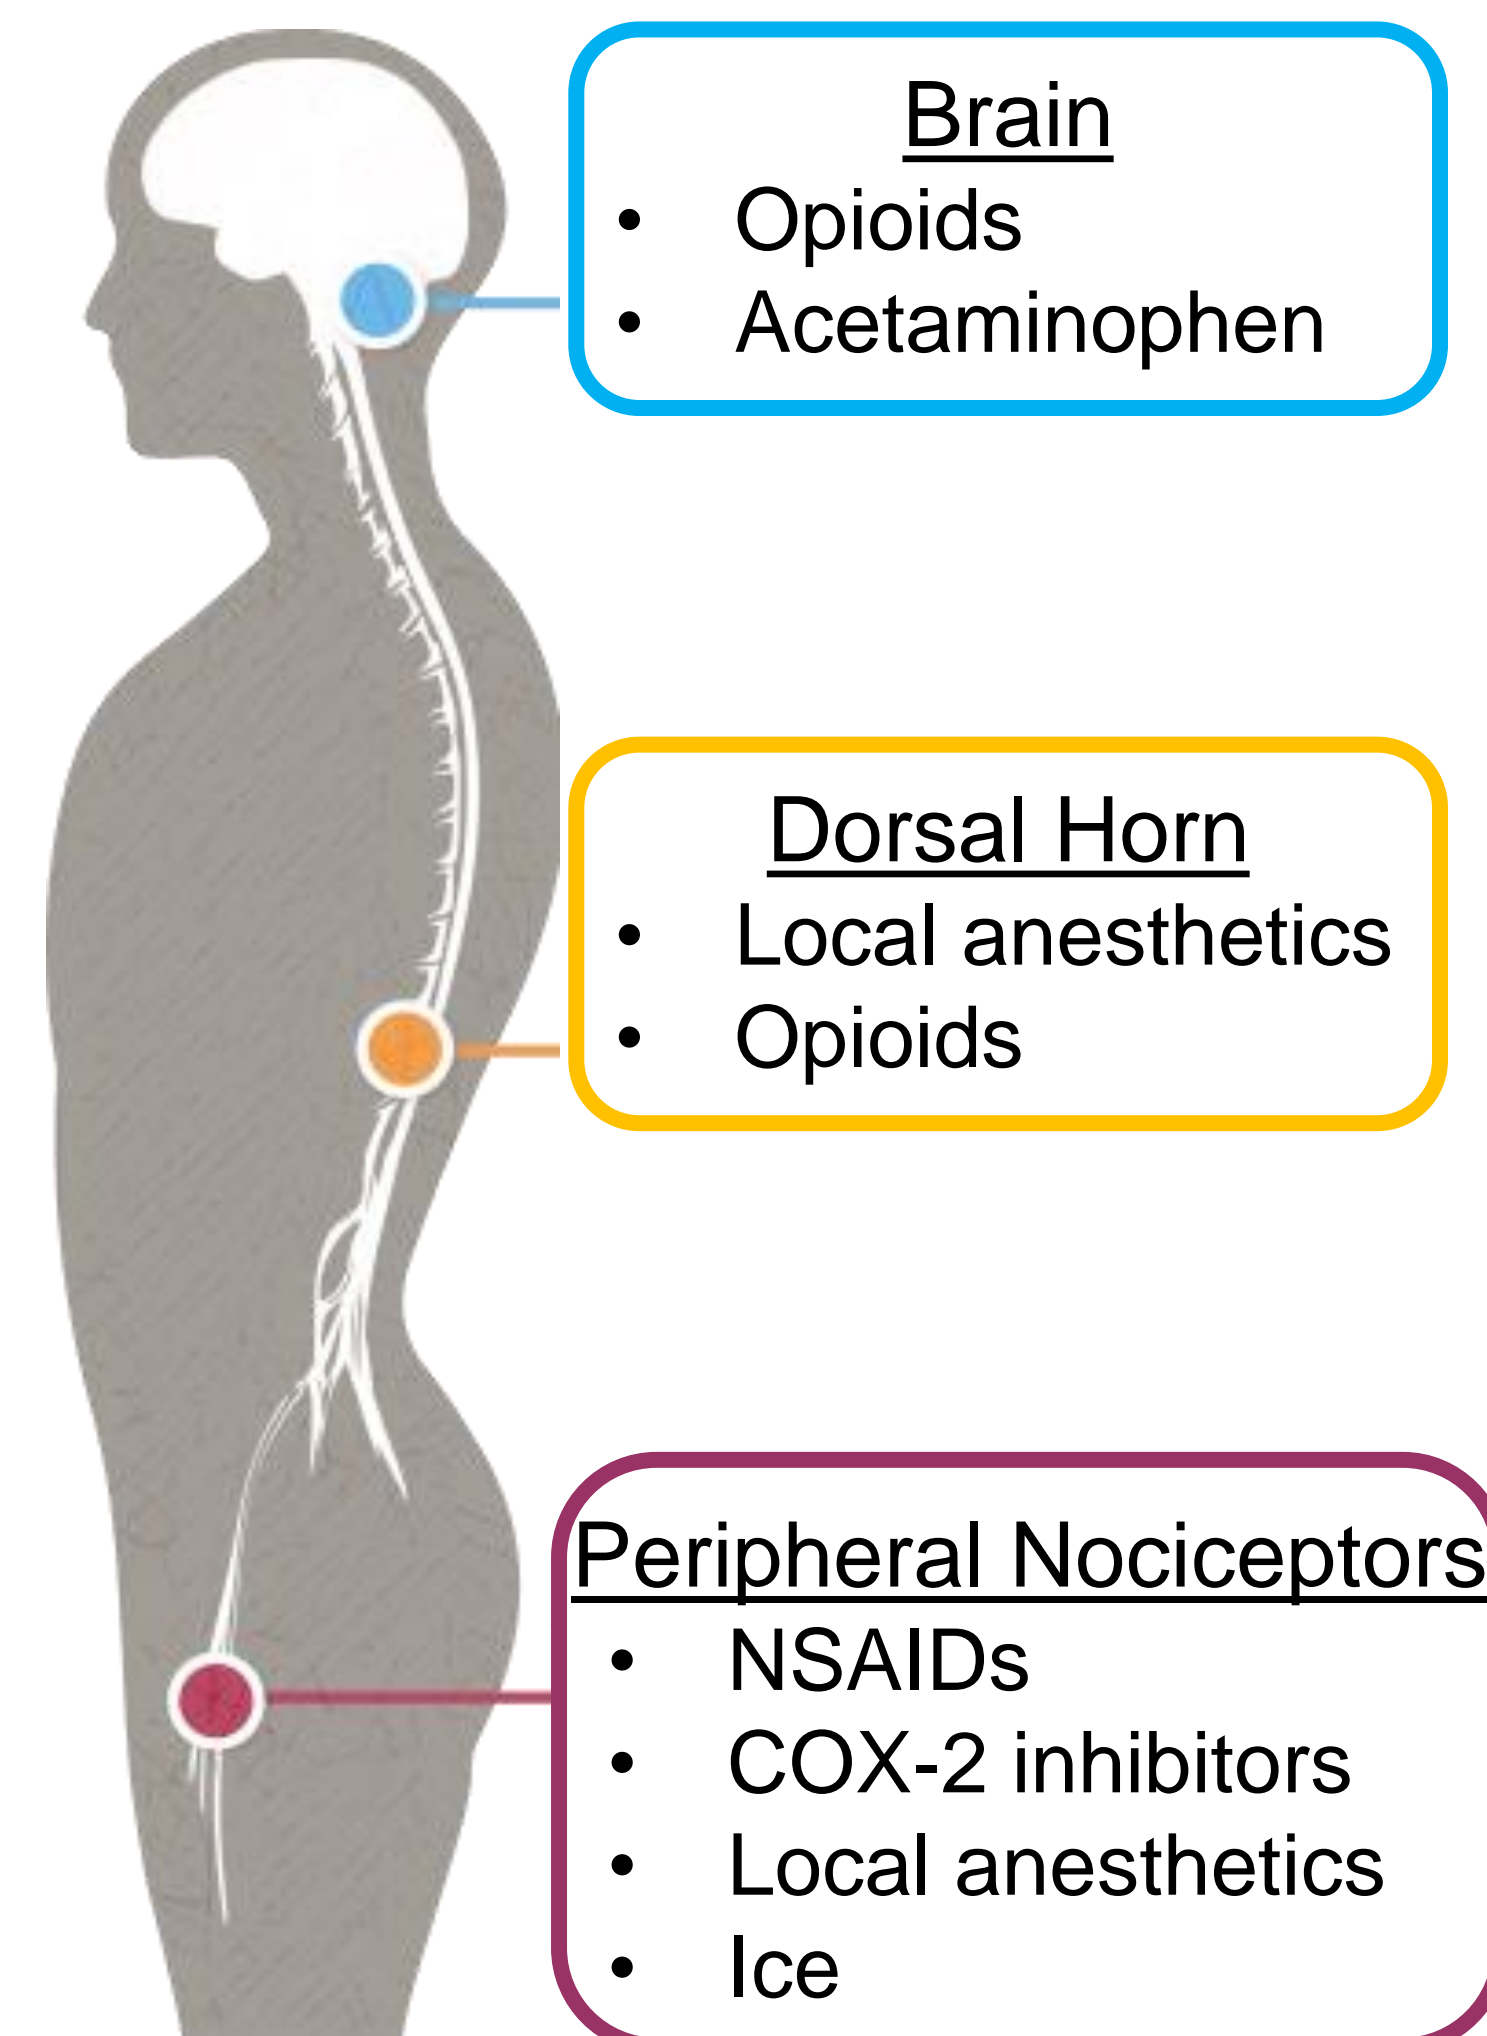 Brain
• Opioids
• Acetaminophen
Dorsal Horn
• Local anesthetics
• Opioids
Peripheral Nociceptors
• NSAIDs
• COX-2 inhibitors
• Local anesthetics
• Ice